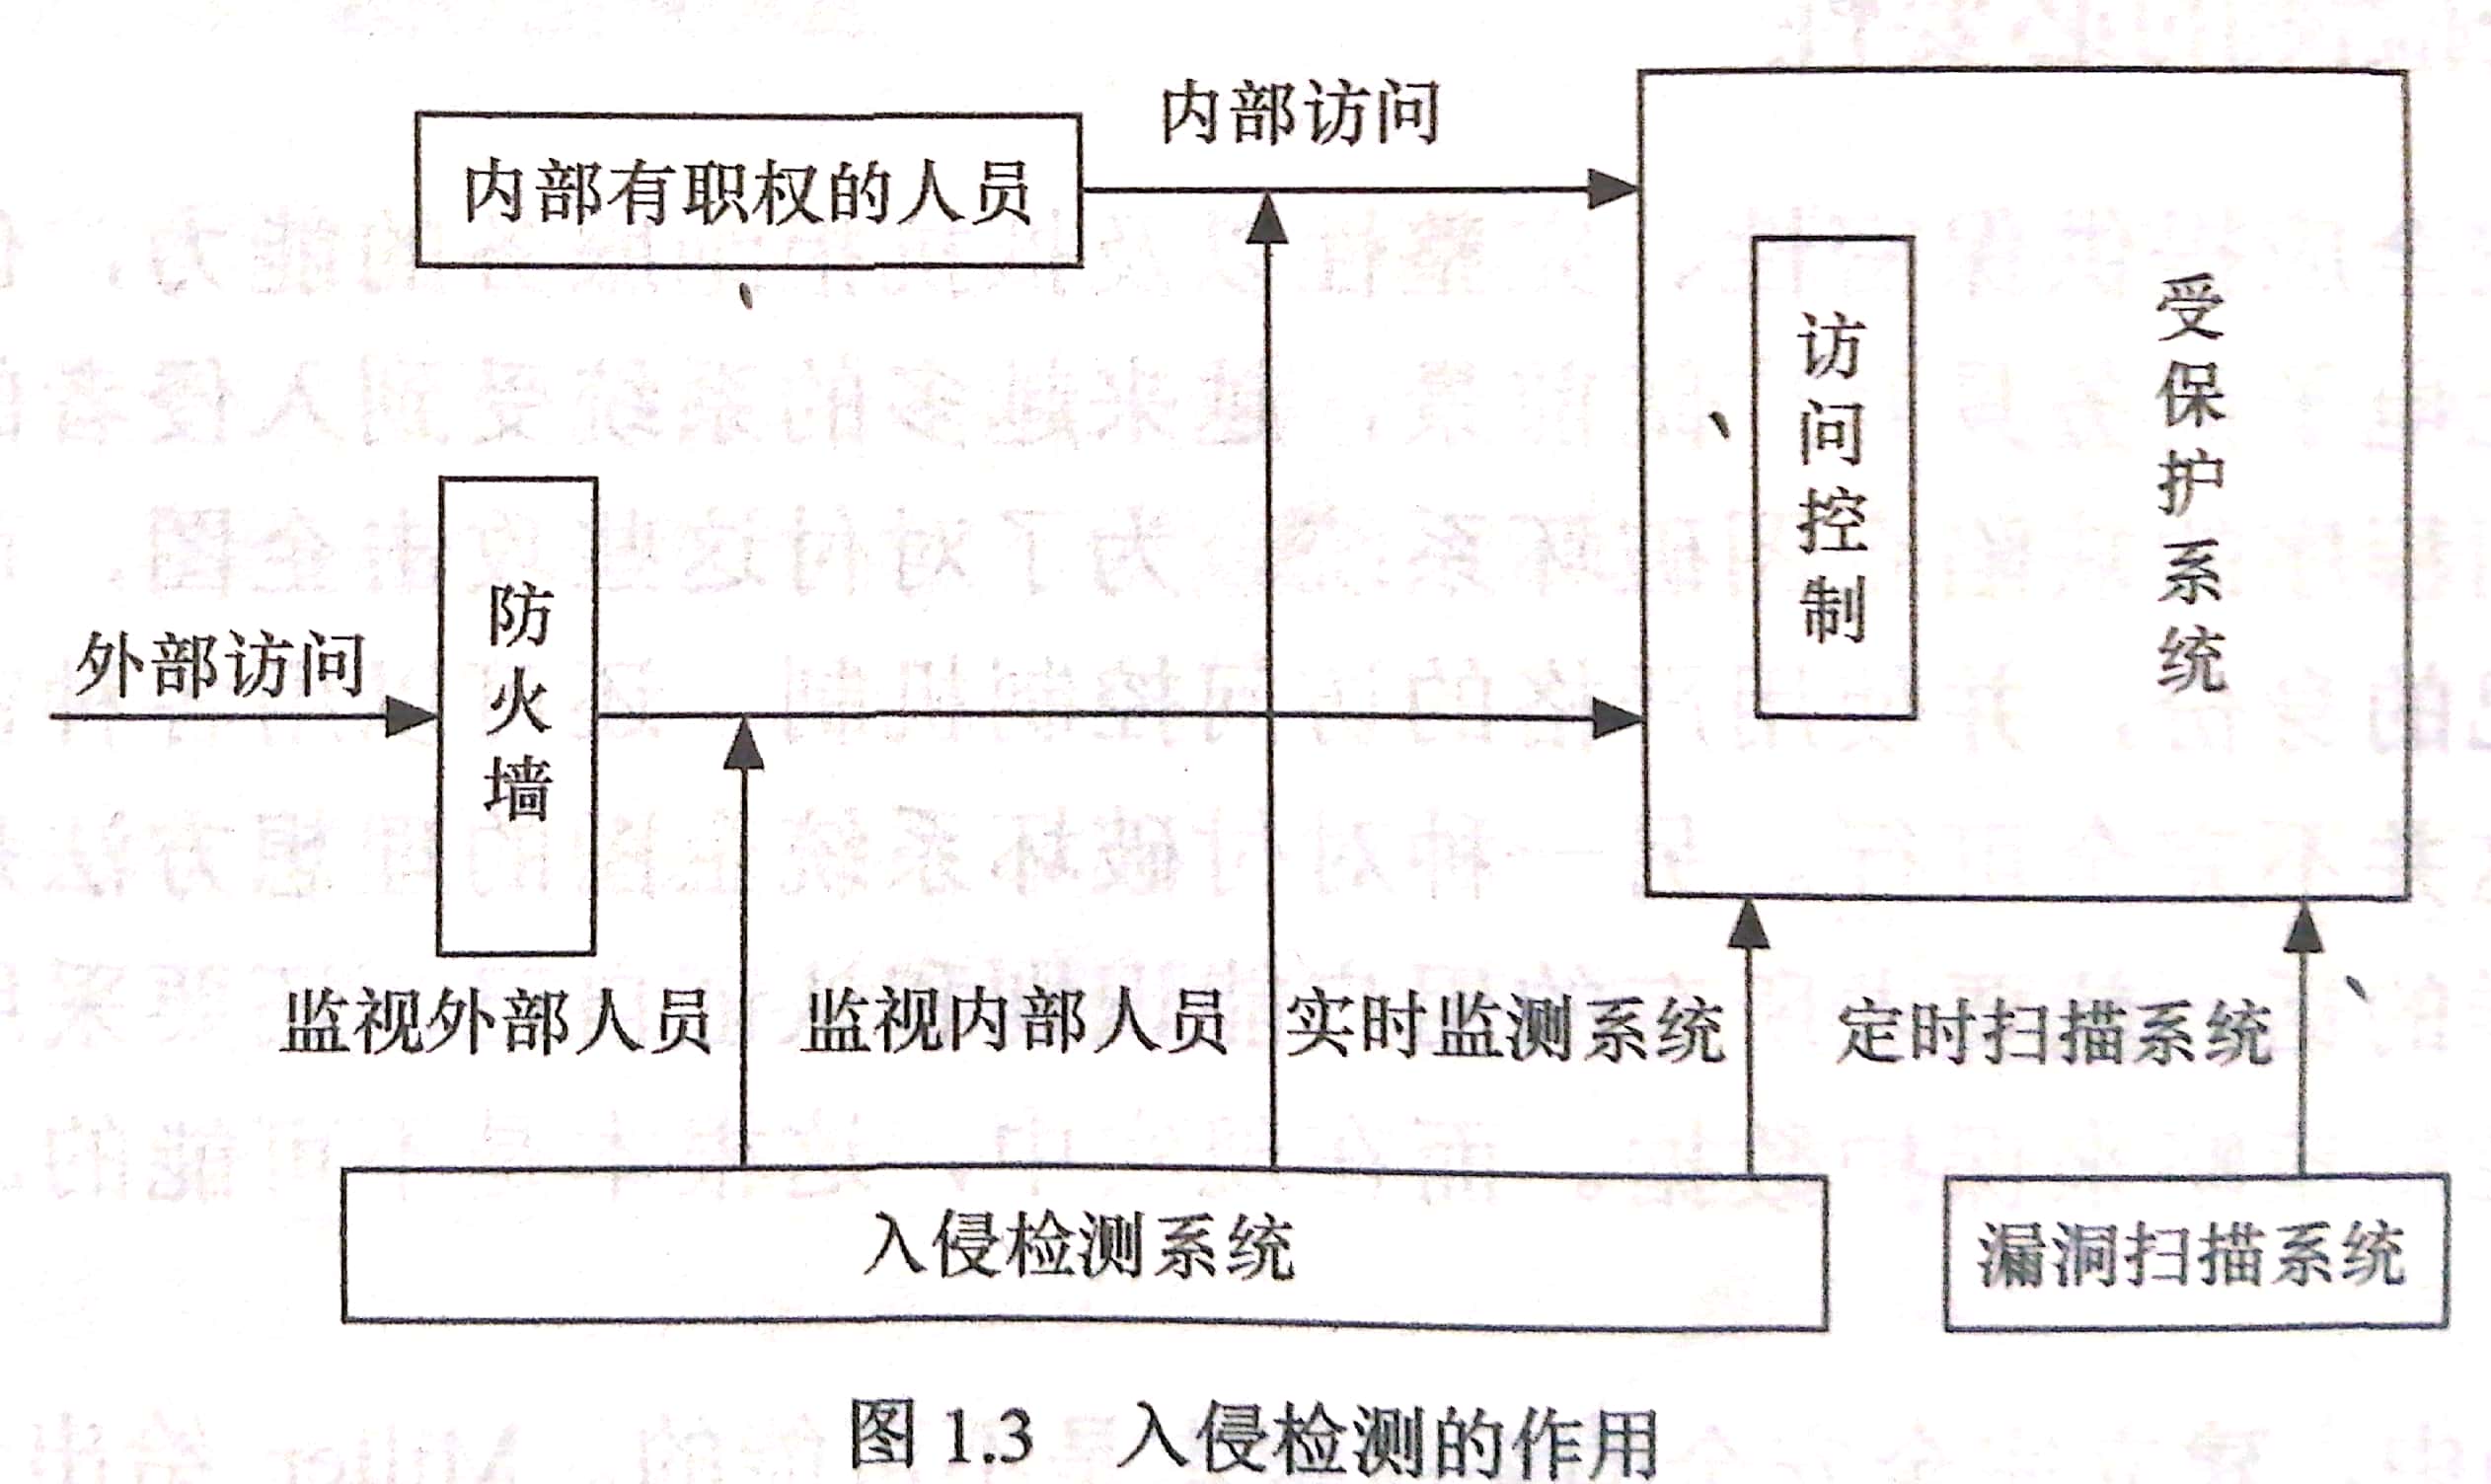 内部访问
内部有职权的人员
访问控制
受保护系统
防火墙
外部访问
监视外部人员
监视内部人员
实时监测系统
定时扫描系统
入侵检测系统
漏洞扫描系统
图 1.3 入侵检测的作用